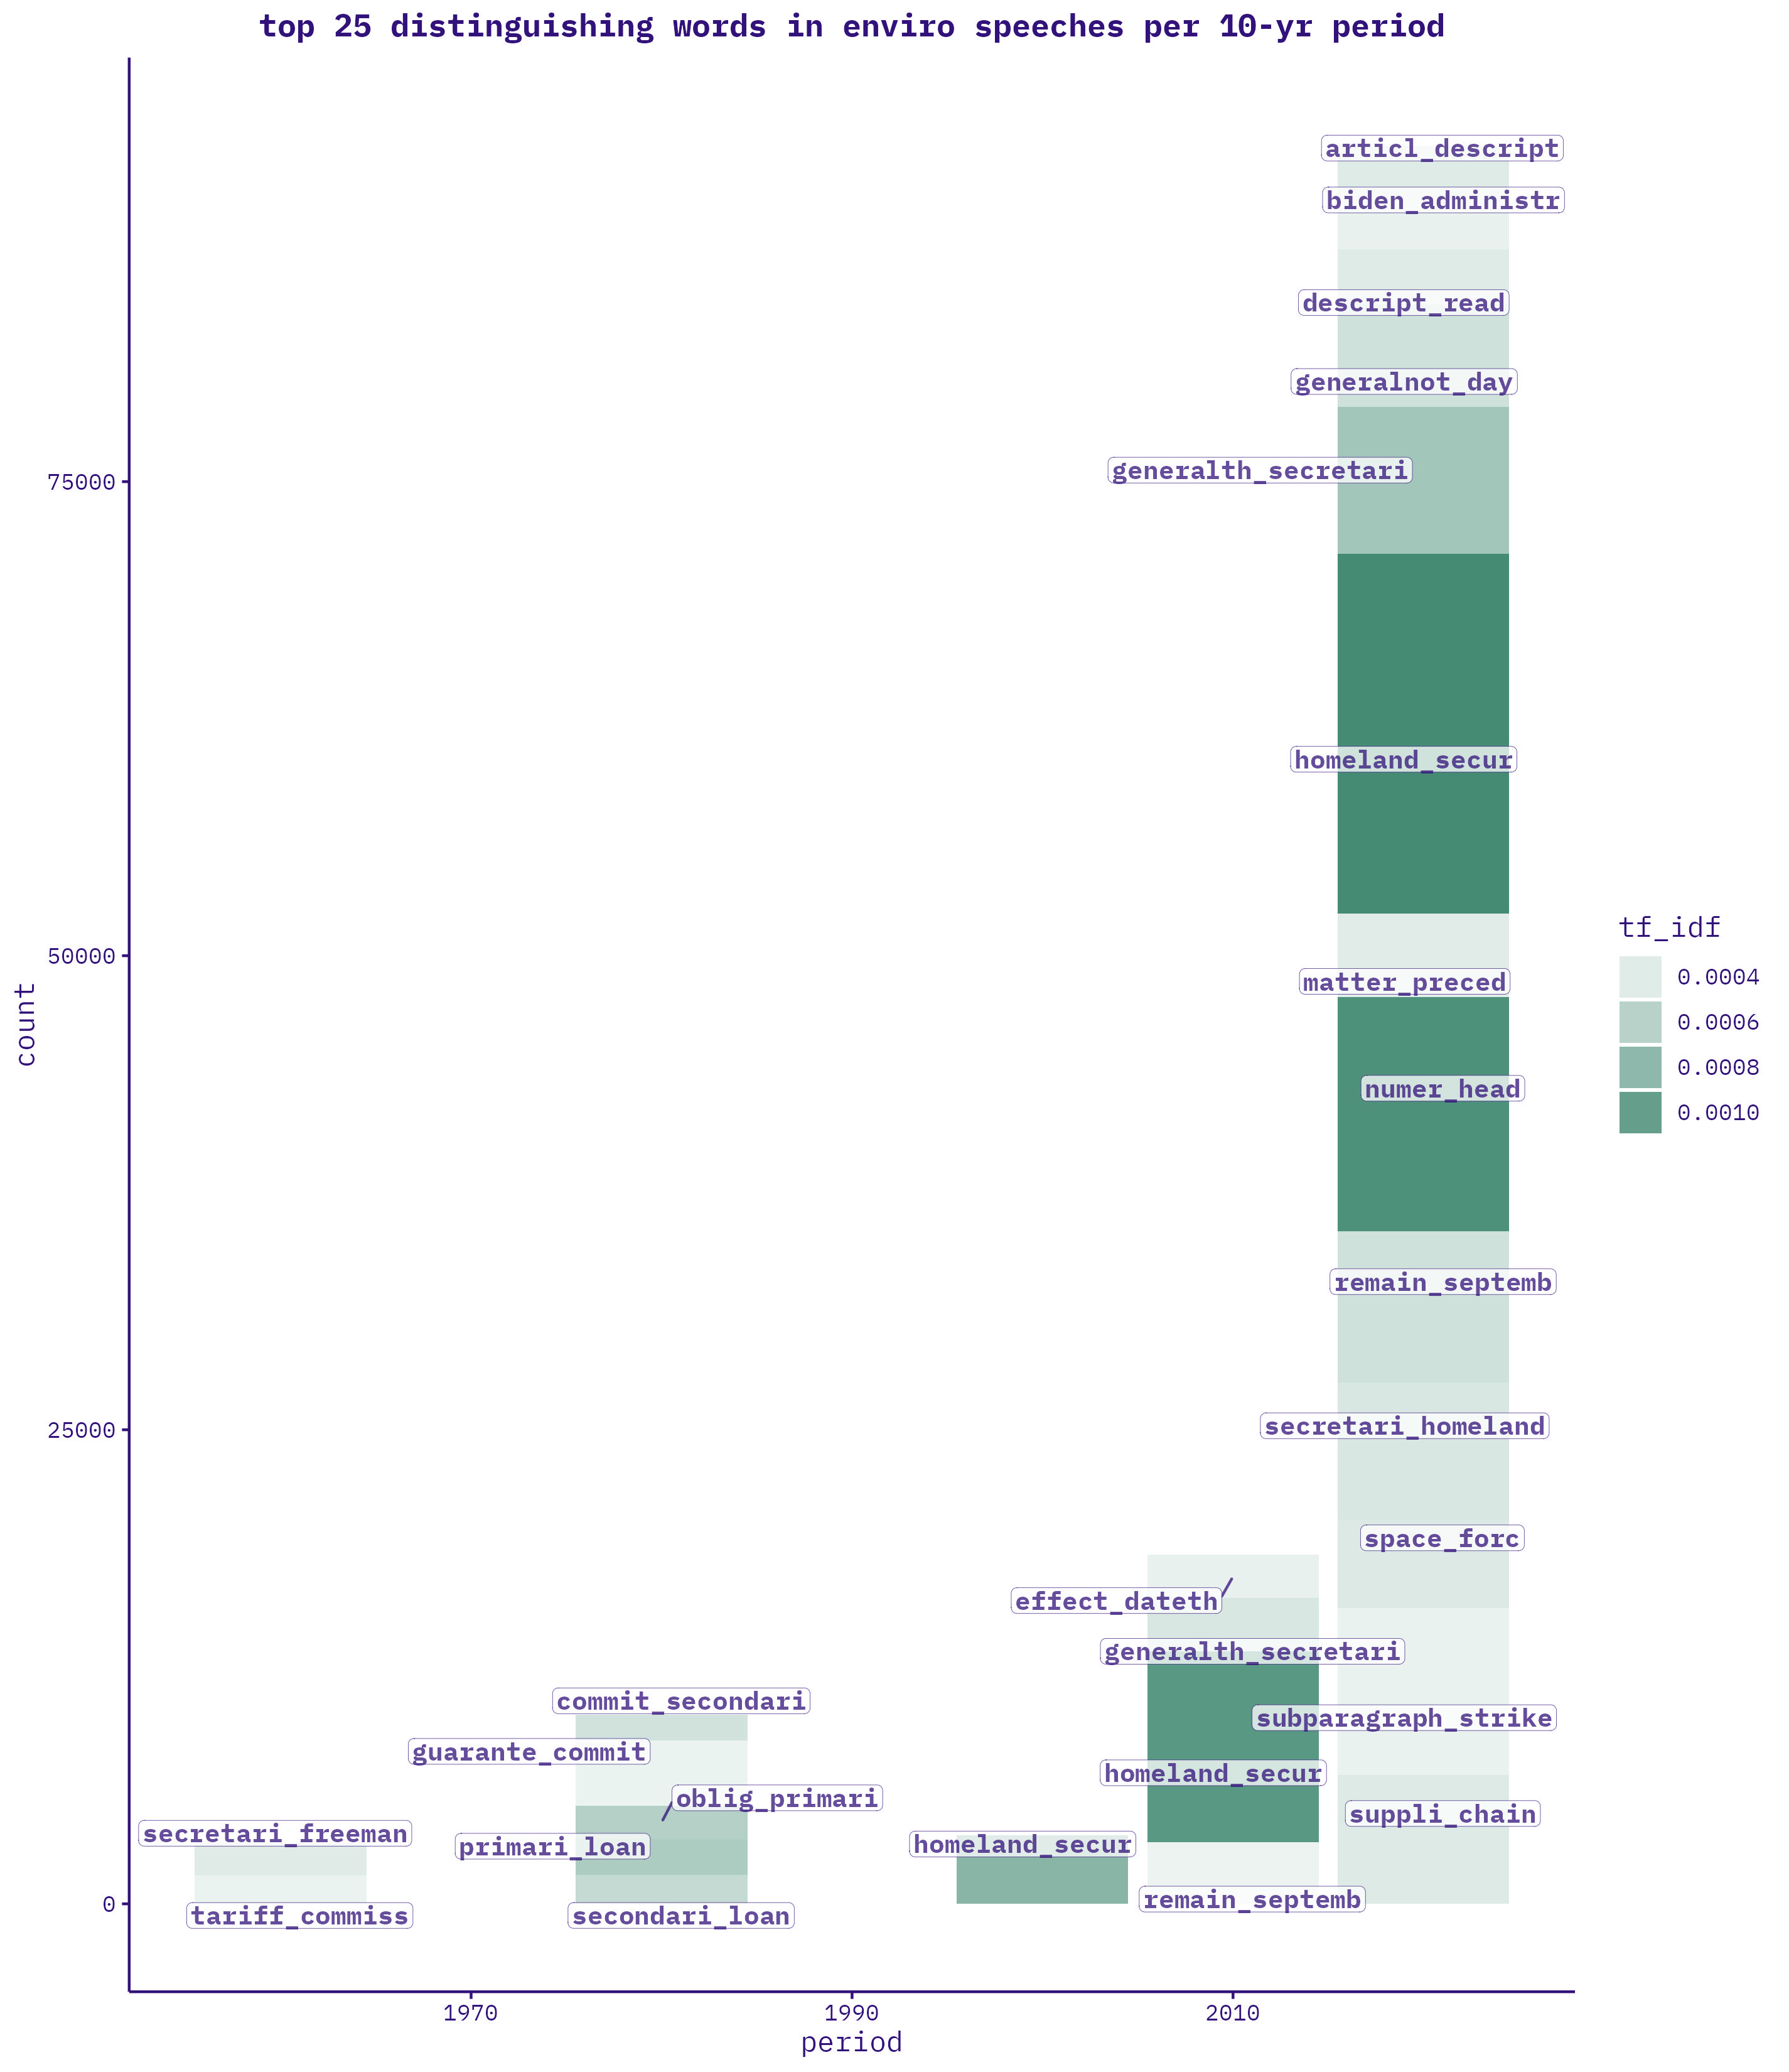 top 25 distinguishing words in enviro speeches per 10-yr period
articl_descript
biden_administr
descript_read
generalnot_day
generalth_secretari
75000
homeland_secur
tf_idf
50000
0.0004
matter_preced
0.0006
count
0.0008
numer_head
0.0010
remain_septemb
secretari_homeland
25000
space_forc
effect_dateth
generalth_secretari
commit_secondari
subparagraph_strike
guarante_commit
homeland_secur
oblig_primari
suppli_chain
secretari_freeman
homeland_secur
primari_loan
remain_septemb
0
tariff_commiss
secondari_loan
1970
1990
2010
period